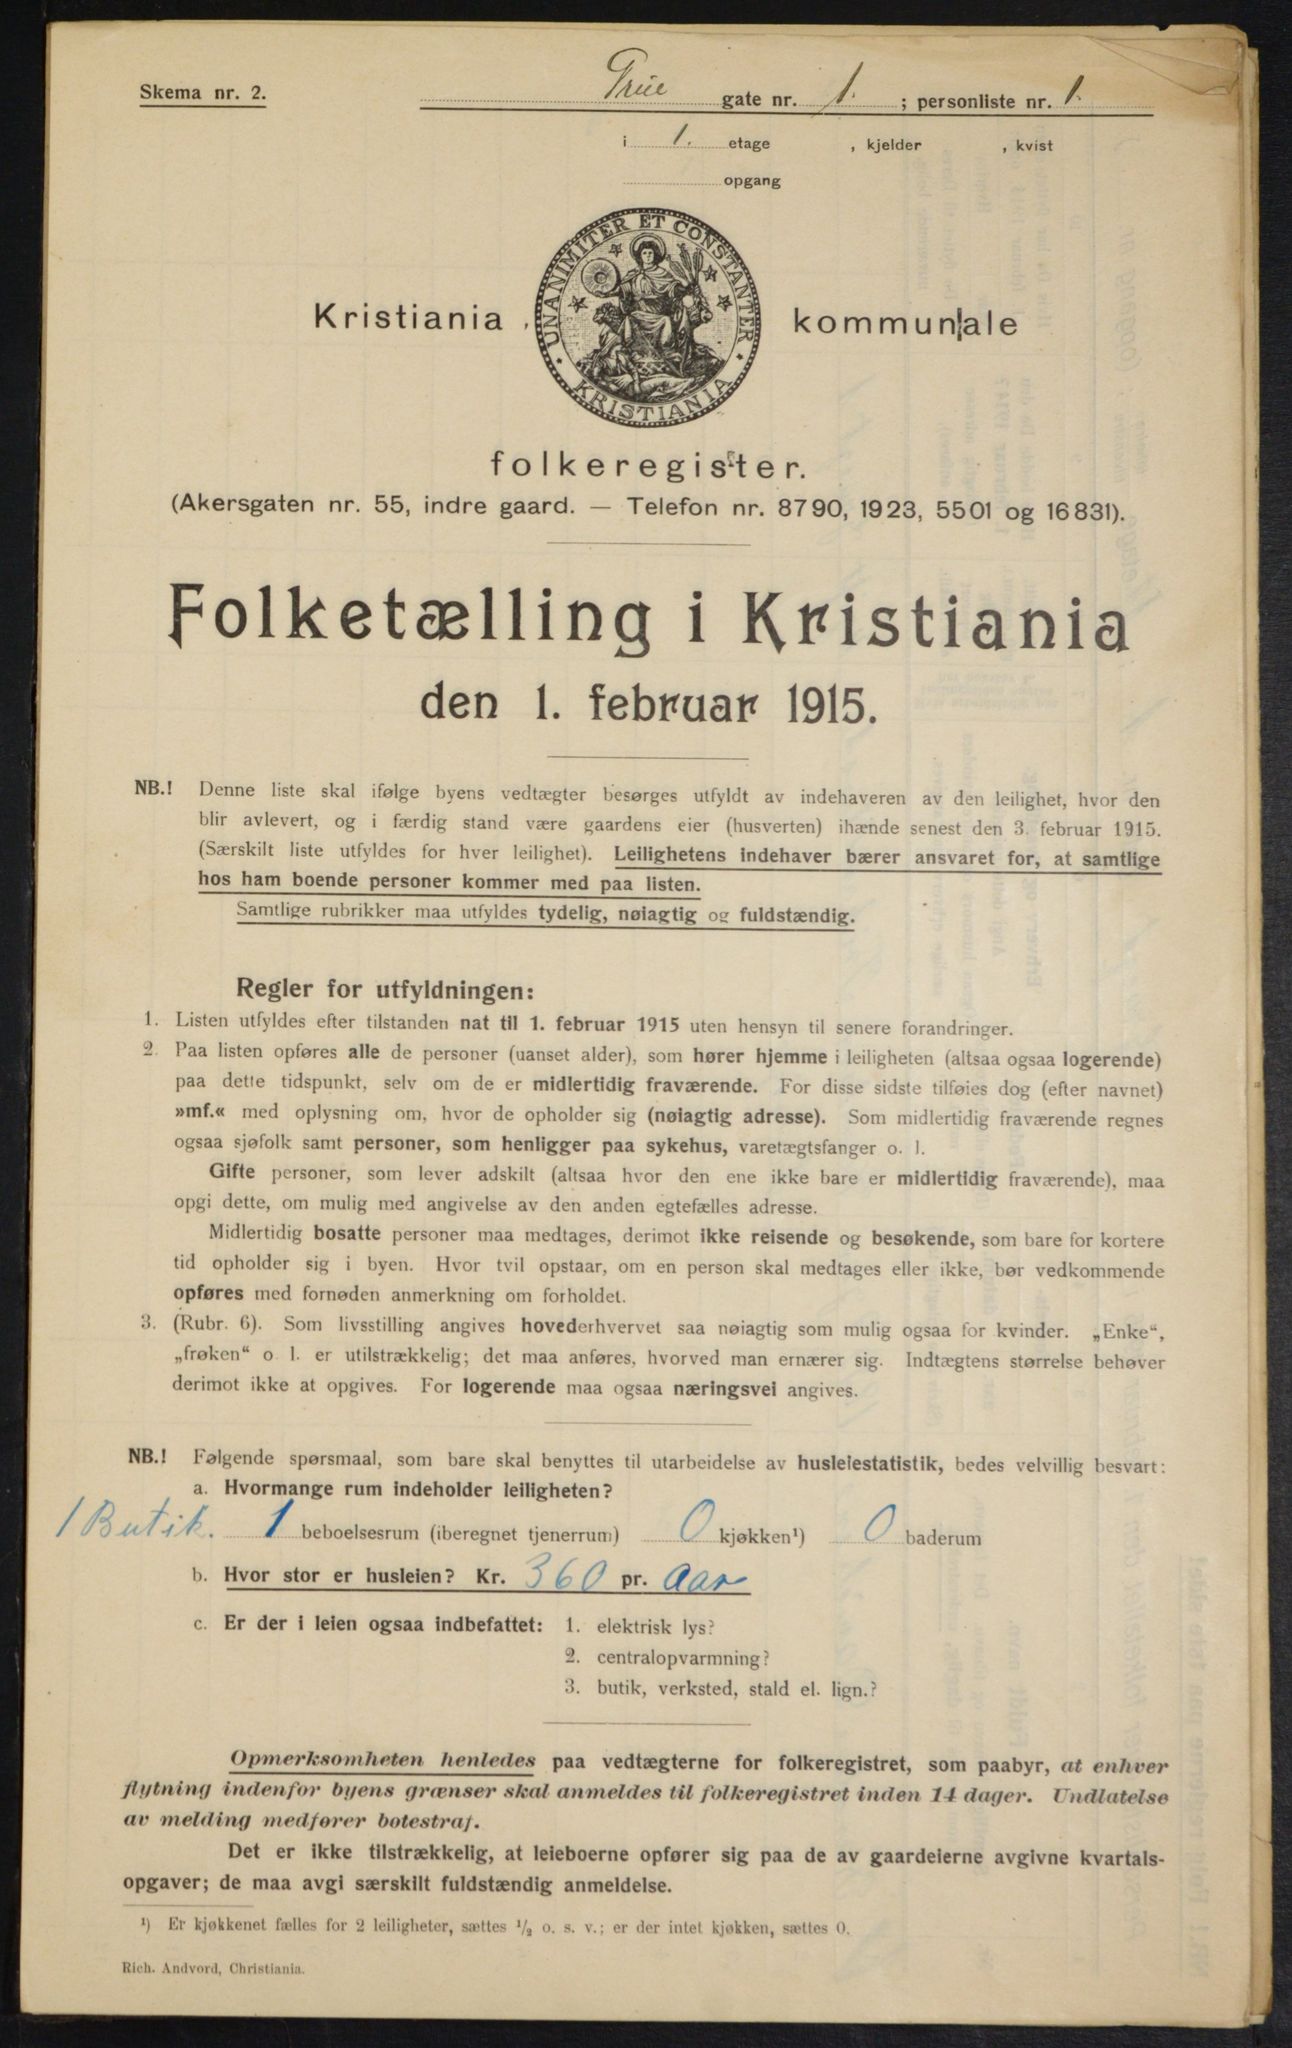 Skema nr. 2.
Prüe gate nr. 1. ; personliste nr. 1.
i 1. etage , kjelder , kvist
opgang
UNANIMITER ET CONSTANTER
KRISTIANIA
Kristiania kommunale
folkeregister.
(Akersgaten nr. 55, indre gaard. — Telefon nr. 8790, 1923, 5501 og 16831).
Folketælling i Kristiania
den 1. februar 1915.
NB.! Denne liste skal ifølge byens vedtægter besørges utfyldt av indehaveren av den leilighet, hvor den
blir avlevert, og i færdig stand være gaardens eier (husverten) ihænde senest den 3. februar 1915.
(Særskilt liste utfyldes for hver leilighet). Leilighetens indehaver bærer ansvaret for, at samtlige
hos ham boende personer kommer med paa listen.
Samtlige rubrikker maa utfyldes tydelig, nøiagtig og fuldstændig.
Regler for utfyldningen:
1. Listen utfyldes efter tilstanden nat til 1. februar 1915 uten hensyn til senere forandringer.
2. Paa listen opføres alle de personer (uanset alder), som hører hjemme i leiligheten (altsaa ogsaa logerende)
paa dette tidspunkt, selv om de er midlertidig fraværende. For disse sidste tilføies dog (efter navnet)
»mf.« med oplysning om, hvor de opholder sig (nøiagtig adresse). Som midlertidig fraværende regnes
ogsaa sjøfolk samt personer, som henligger paa sykehus, varetægtsfanger o. l.
Gifte personer, som lever adskilt (altsaa hvor den ene ikke bare er midlertidig fraværende), maa
opgi dette, om mulig med angivelse av den anden egtefælles adresse.
Midlertidig bosatte personer maa medtages, derimot ikke reisende og besøkende, som bare for kortere
tid opholder sig i byen. Hvor tvil opstaar, om en person skal medtages eller ikke, bør vedkommende
opføres med fornøden anmerkning om forholdet.
3. (Rubr. 6). Som livsstilling angives hovederhvervet saa nøiagtig som mulig ogsaa for kvinder. „Enke“,
„frøken“ o. l. er utilstrækkelig; det maa anføres, hvorved man ernærer sig. Indtægtens størrelse behøver
derimot ikke at opgives. For logerende maa ogsaa næringsvei angives.
NB.! Følgende spørsmaal, som bare skal benyttes til utarbeidelse av husleiestatistik, bedes velvillig besvart:
a. Hvormange rum indeholder leiligheten?
1 Butik. 1 beboelsesrum (iberegnet tjenerrum) 0 kjøkken¹) 0 baderum
b. Hvor stor er husleien? Kr. 360 pr. Aar
c. Er der i leien ogsaa indbefattet: 1. elektrisk lys?
2. centralopvarmning?
3. butik, verksted, stald el. lign.?
Opmerksomheten henledes paa vedtægterne for folkeregistret, som paabyr, at enhver
flytning indenfor byens grænser skal anmeldes til folkeregistret inden 14 dager. Undlatelse
av melding medfører botestraf.
Det er ikke tilstrækkelig, at leieboerne opfører sig paa de av gaardeierne avgivne kvartals-
opgaver; de maa avgi særskilt fuldstændig anmeldelse.
¹) Er kjøkkenet fælles for 2 leiligheter, sættes ½ o. s. v.; er der intet kjøkken, sættes 0.
Rich. Andvord, Christiania.